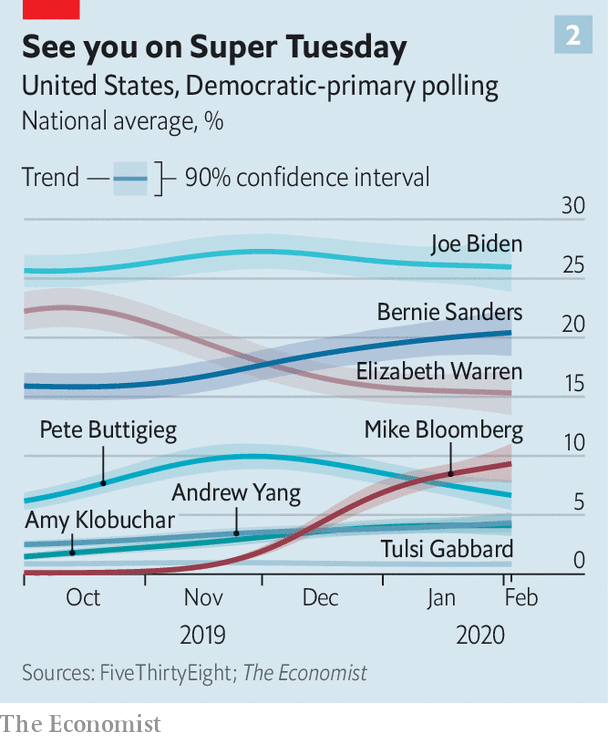 2
See you on Super Tuesday
United States, Democratic-primary polling
National average, %
Trend
90% confidence interval
30
Joe Biden
25
Bernie Sanders
20
Elizabeth Warren
15
Pete Buttigieg
Mike Bloomberg
10
Andrew Yang
5
Amy Klobuchar
Tulsi Gabbard
0
Oct Nov Dec Jan Feb
2019 2020
Sources: FiveThirtyEight; The Economist
The Economist